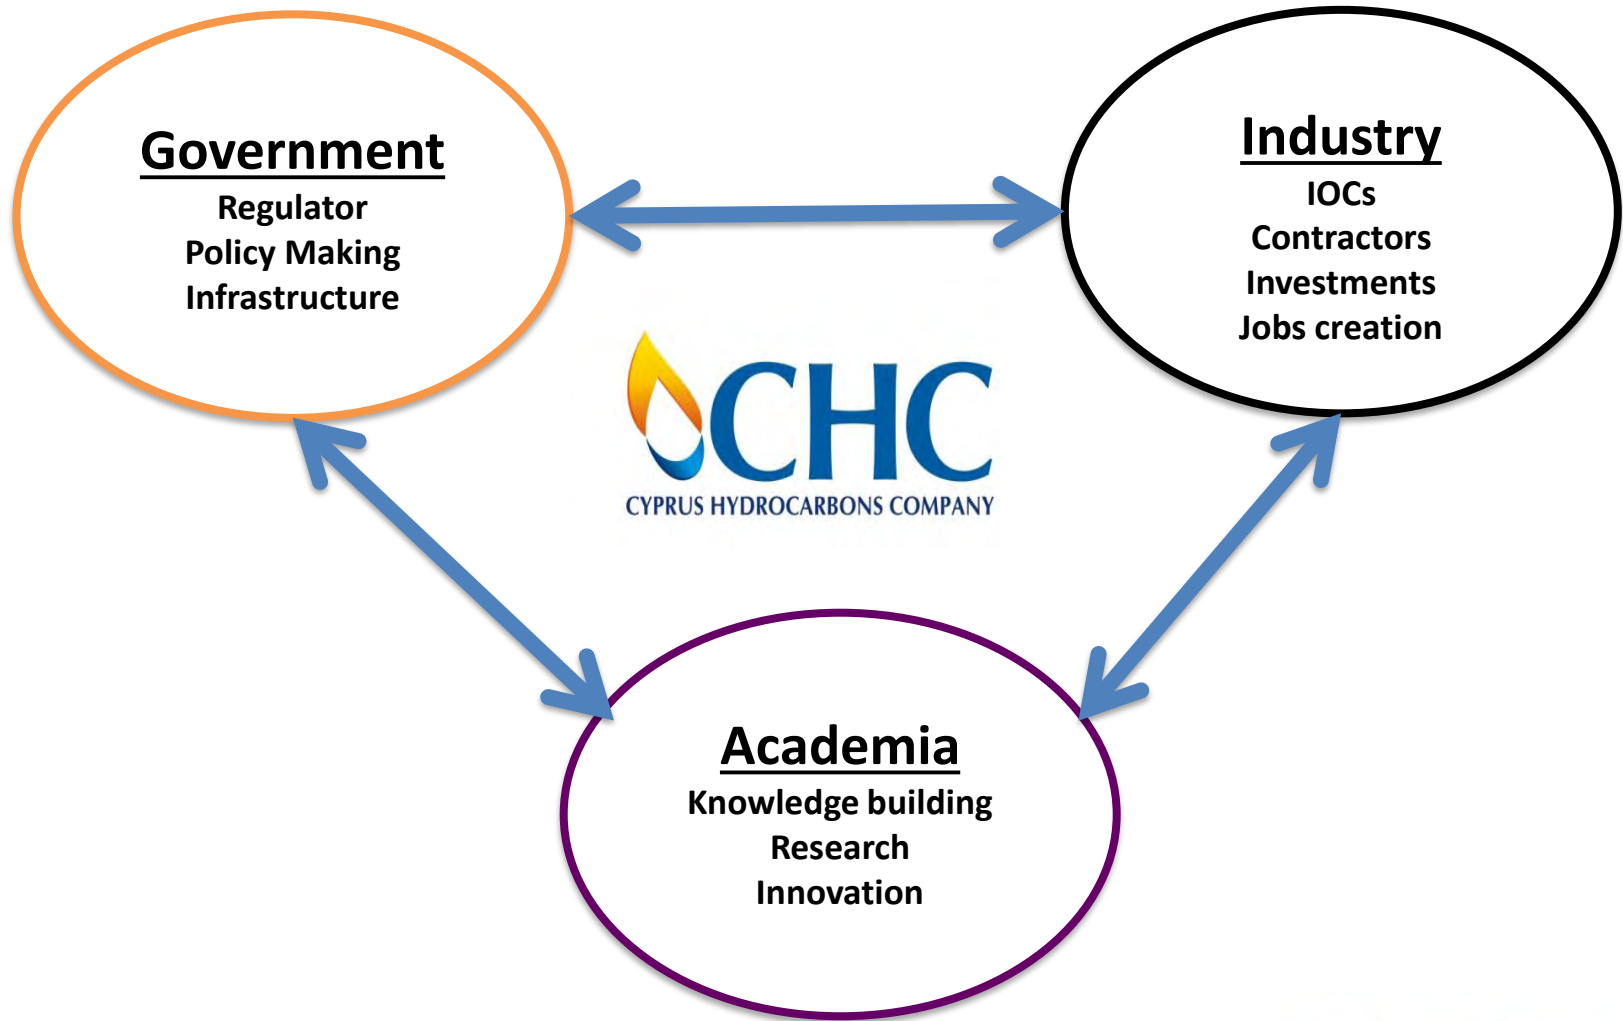 Government
Regulator
Policy Making
Infrastructure
Industry
IOCs
Contractors
Investments
Jobs creation
CHC
CYPRUS HYDROCARBONS COMPANY
Academia
Knowledge building
Research
Innovation